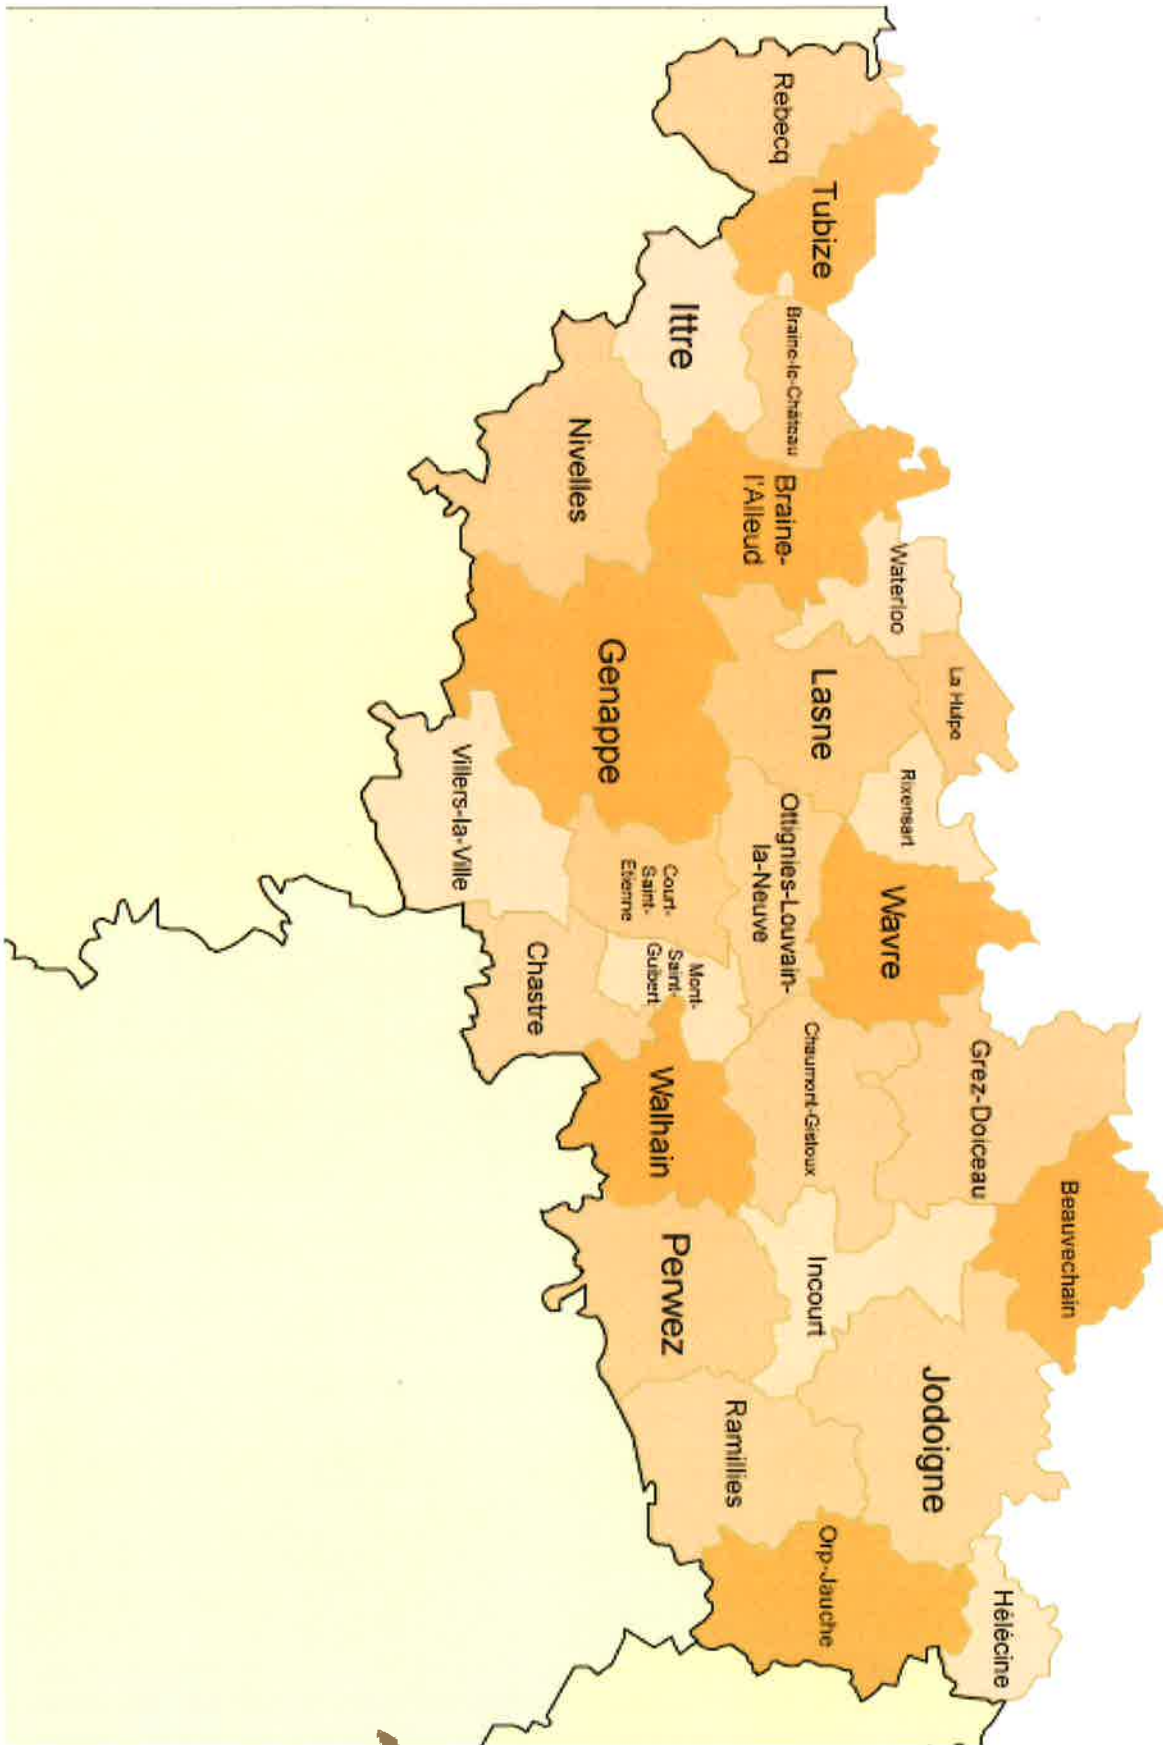 Rebecq
Tubize
Ittre
Braine-le-Château
Nivelles
Braine-
l'Alleud
Waterloo
La Hulpe
Lasne
Genappe
Rixensart
Villers-la-Ville
Ottignies-Louvain-
la-Neuve
Court-
Saint-
Etienne
Wavre
Mont-
Saint-
Guibert
Chastre
Chaumont-Gistoux
Grez-Doiceau
Walhain
Beauvechain
Incourt
Perwez
Jodoigne
Ramillies
Orp-Jauche
Hélécine